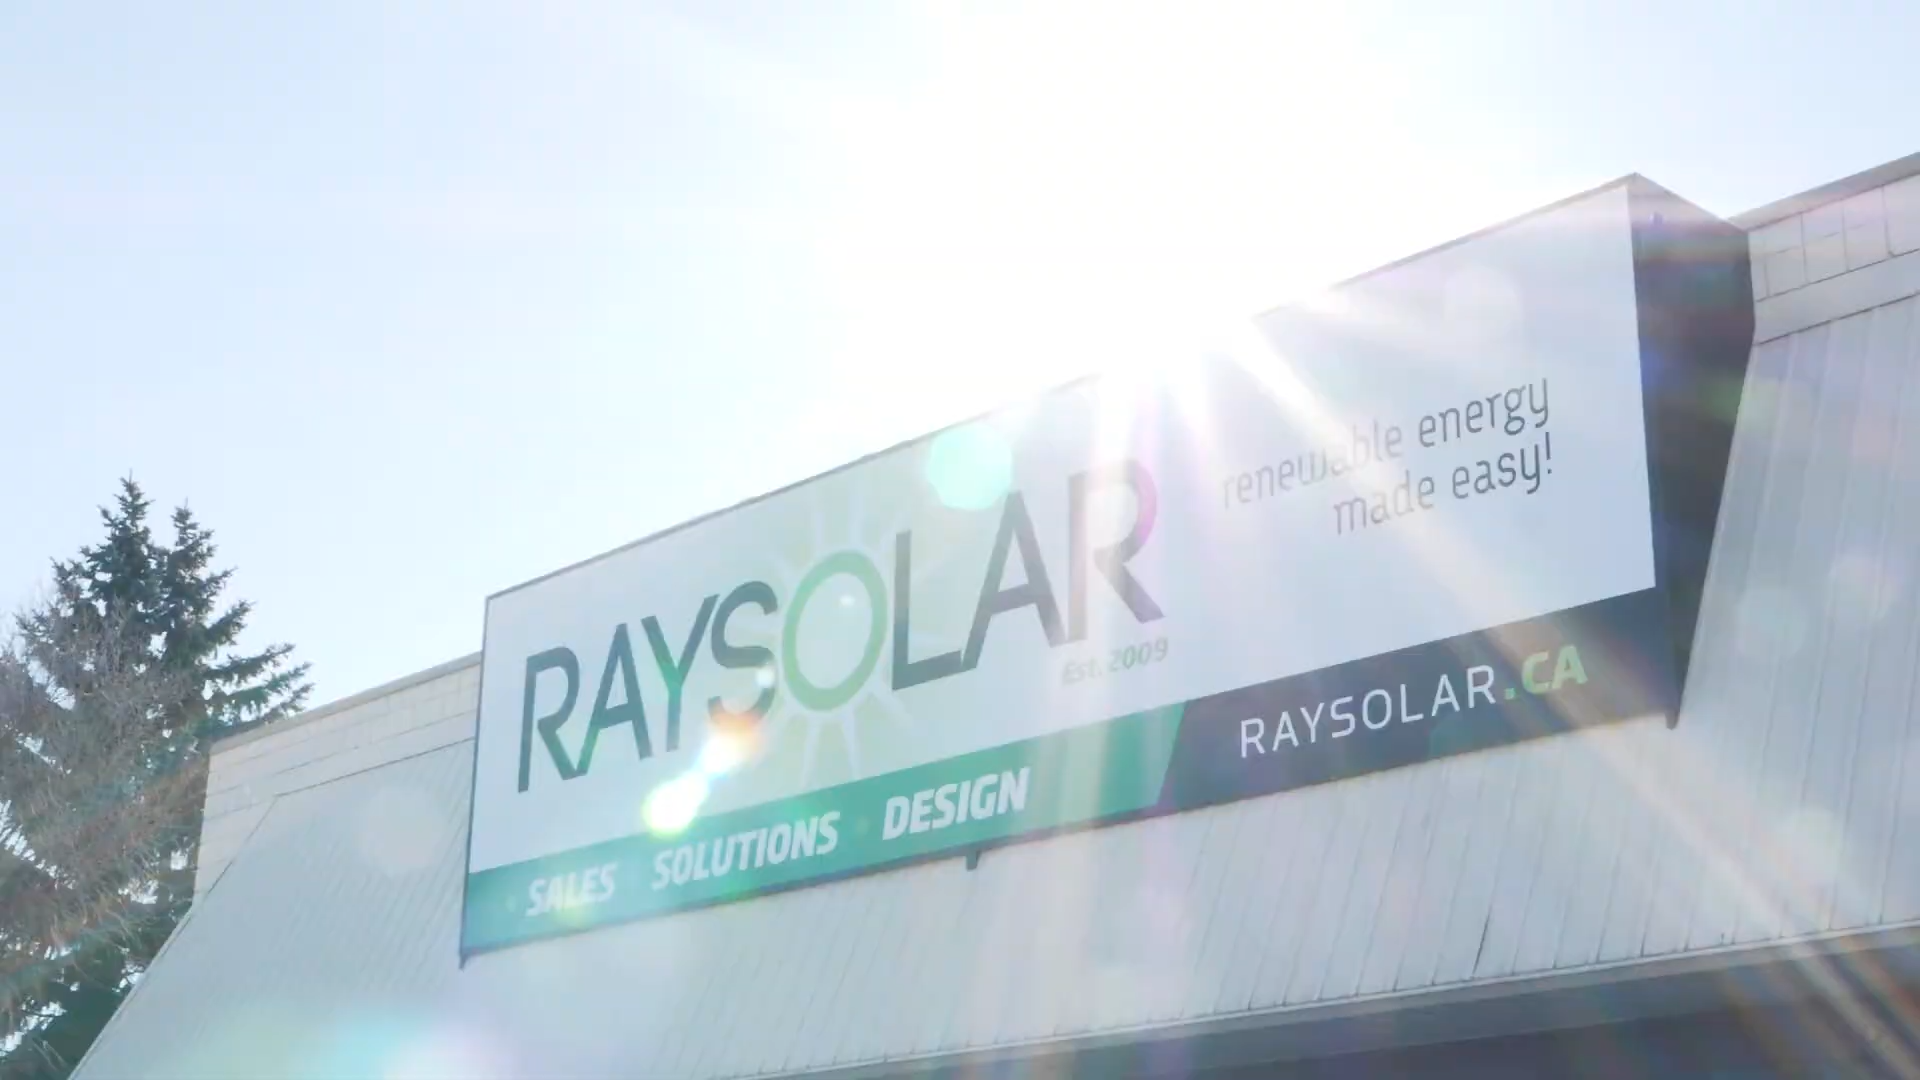 RAYSOLAR
Est. 2009
renewable energy
made easy!
SALES SOLUTIONS DESIGN
RAYSOLAR.CA